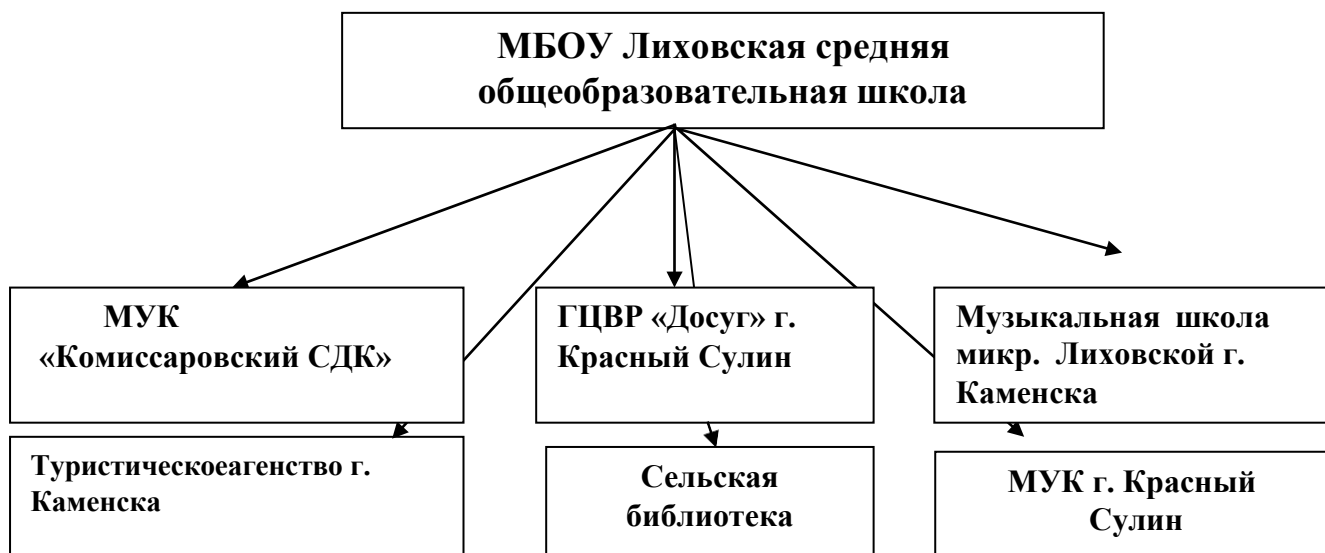 МБОУ Лиховская средняя
общеобразовательная школа
МУК
«Комиссаровский СДК»
ГЦВР «Досуг» г.
Красный Сулин
Музыкальная школа
микр. Лиховской г.
Каменска
Туристическоеагенство г.
Каменска
Сельская
библиотека
МУК г. Красный
Сулин